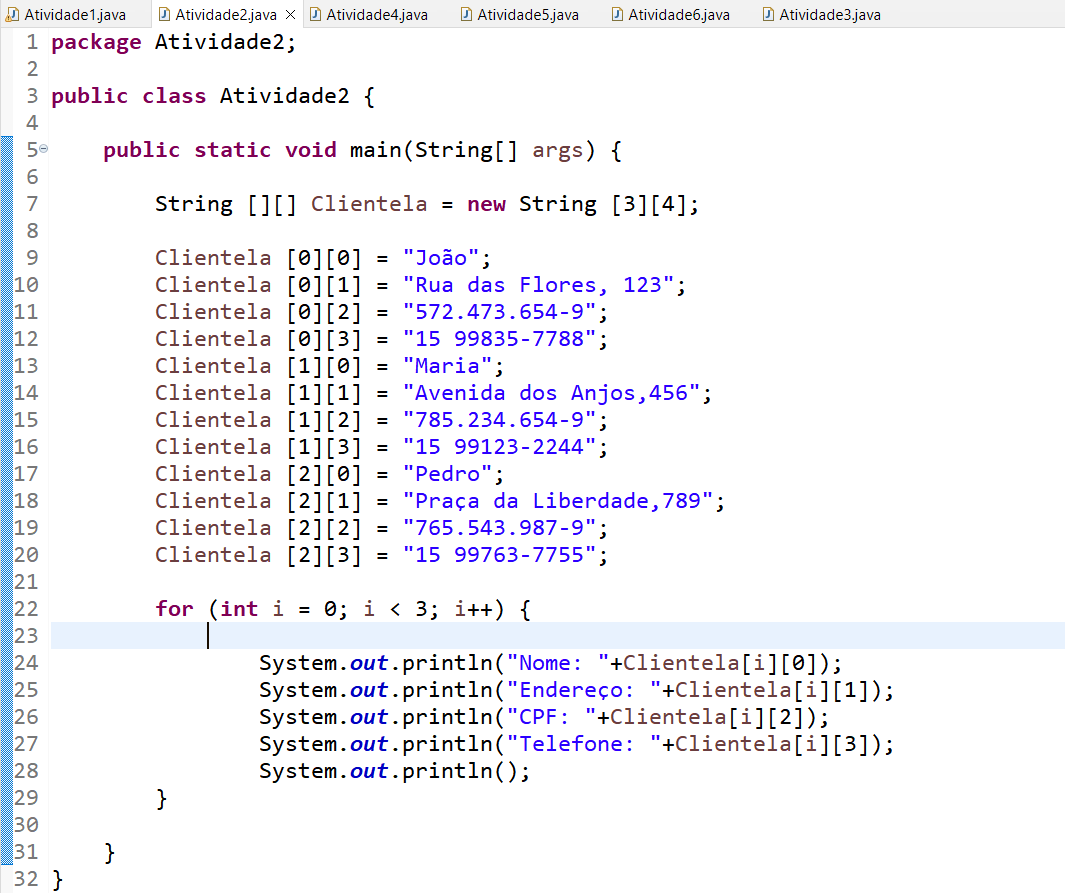 Atividade1.java Atividade2.java Atividade4.java Atividade5.java Atividade6.java Atividade3.java
1 package Atividade2;
2
3 public class Atividade2 {
4
5 public static void main(String[] args) {
6
7 String [][] Clientela = new String [3][4];
8
9 Clientela [0][0] = "João";
10 Clientela [0][1] = "Rua das Flores, 123";
11 Clientela [0][2] = "572.473.654-9";
12 Clientela [0][3] = "15 99835-7788";
13 Clientela [1][0] = "Maria";
14 Clientela [1][1] = "Avenida dos Anjos,456";
15 Clientela [1][2] = "785.234.654-9";
16 Clientela [1][3] = "15 99123-2244";
17 Clientela [2][0] = "Pedro";
18 Clientela [2][1] = "Praça da Liberdade,789";
19 Clientela [2][2] = "765.543.987-9";
20 Clientela [2][3] = "15 99763-7755";
21
22 for (int i = 0; i < 3; i++) {
23
24 System.out.println("Nome: "+Clientela[i][0]);
25 System.out.println("Endereço: "+Clientela[i][1]);
26 System.out.println("CPF: "+Clientela[i][2]);
27 System.out.println("Telefone: "+Clientela[i][3]);
28 System.out.println();
29 }
30
31 }
32 }